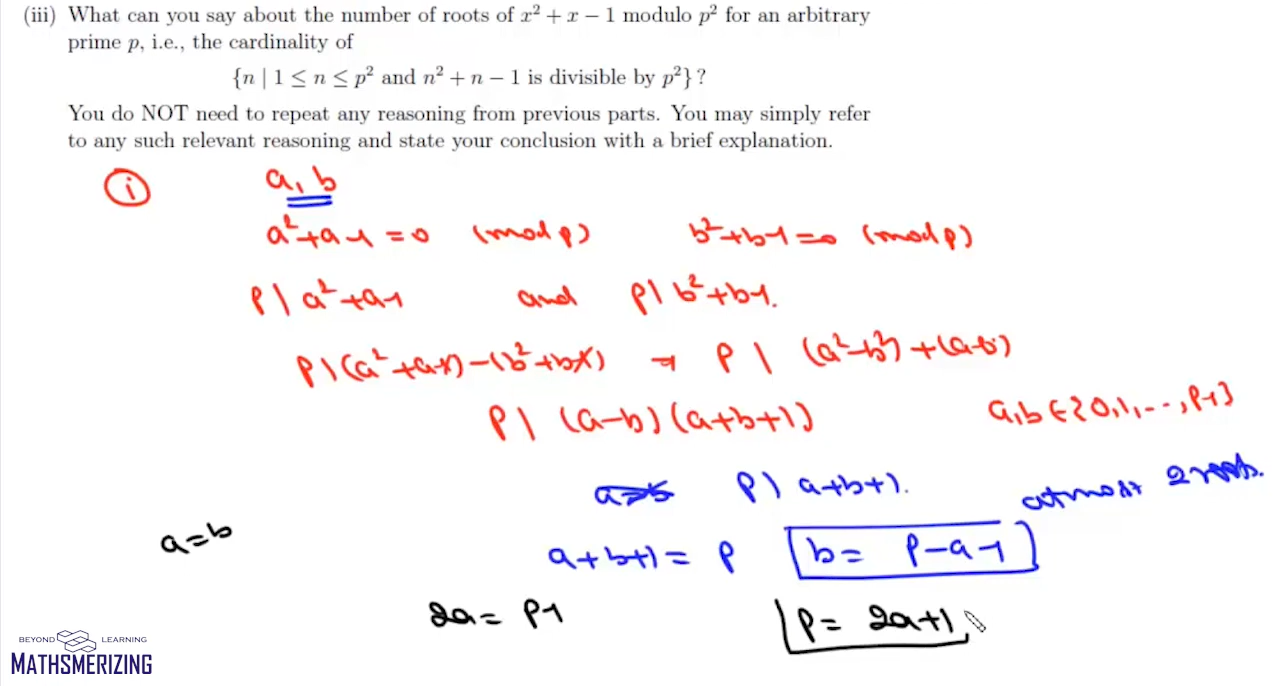 (iii) What can you say about the number of roots of x² + x − 1 modulo p² for an arbitrary
prime p, i.e., the cardinality of
{n | 1 ≤ n ≤ p² and n² + n − 1 is divisible by p²}?
You do NOT need to repeat any reasoning from previous parts. You may simply refer
to any such relevant reasoning and state your conclusion with a brief explanation.
(i) a, b
a²+a-1 = 0 (mod p) b²+b-1 = 0 (mod p)
P | a²+a-1 and P | b²+b-1.
P | (a²+a-1) - (b²+b-1) → P | (a²-b²) + (a-b)
P | (a-b) (a+b+1) a, b ∈ {0, 1, ..., P-1}
a=b P | a+b+1. atmost 2 roots.
a=b
a+b+1 = P b = P-a-1
2a = P-1 P = 2a+1
BEYOND LEARNING
MATHSMERIZING